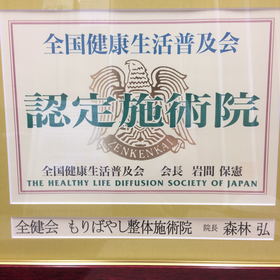 全国健康生活普及会
認定施術院
ZENKENKAI
全国健康生活普及会 会長 岩間 保憲
THE HEALTHY LIFE DIFFUSION SOCIETY OF JAPAN
全健会 もりばやし整体施術院 院長 森林 弘